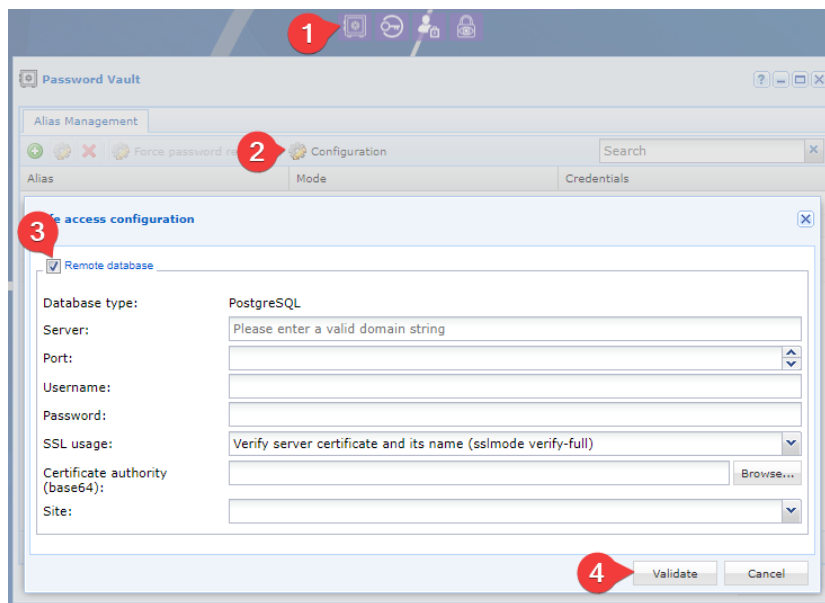 1
Password Vault
Alias Management
2
Force password re
Configuration
Search
Alias
Mode
Credentials
3
fe access configuration
Remote database
Database type:
PostgreSQL
Server:
Please enter a valid domain string
Port:
Username:
Password:
SSL usage:
Verify server certificate and its name (sslmode verify-full)
Certificate authority
(base64):
Browse...
Site:
4
Validate
Cancel